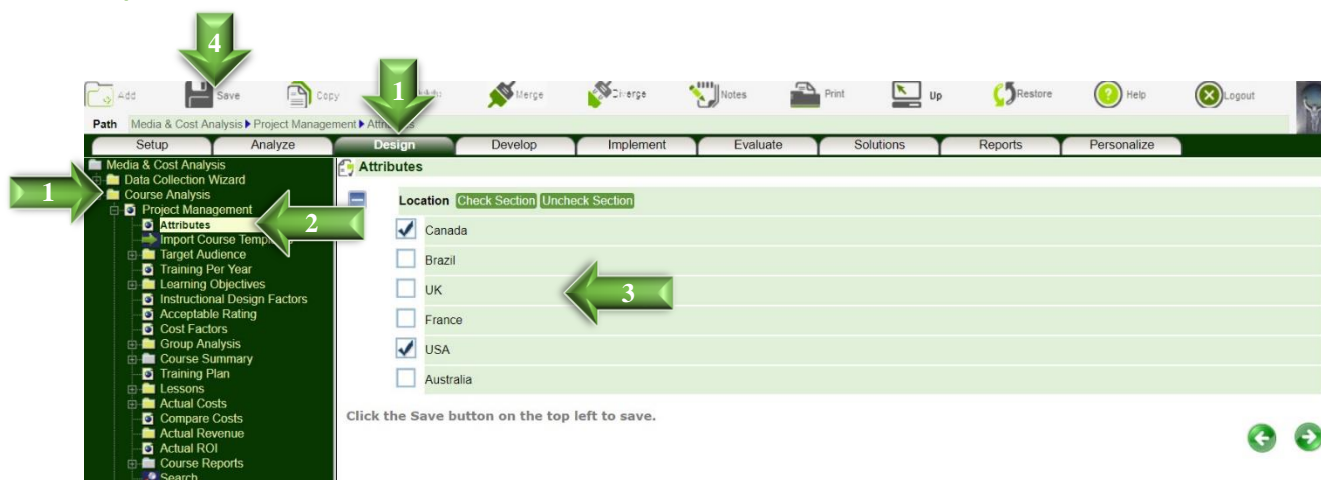 4
1
Add Save Copy Merge Diverge Notes Print Up Restore Help Logout
Path Media & Cost Analysis Project Management
Setup Analyze Design Develop Implement Evaluate Solutions Reports Personalize
Media & Cost Analysis
Data Collection Wizard
1
Course Analysis
Project Management
Attributes
2
Import Course
Target Audience
Training Per Year
Learning Objectives
Instructional Design Factors
Acceptable Rating
Cost Factors
Group Analysis
Course Summary
Training Plan
Lessons
Actual Costs
Compare Costs
Actual Revenue
Actual ROI
Course Reports
Search
Attributes
Location Check Section Uncheck Section
Canada
Brazil
UK
3
France
USA
Australia
Click the Save button on the top left to save.